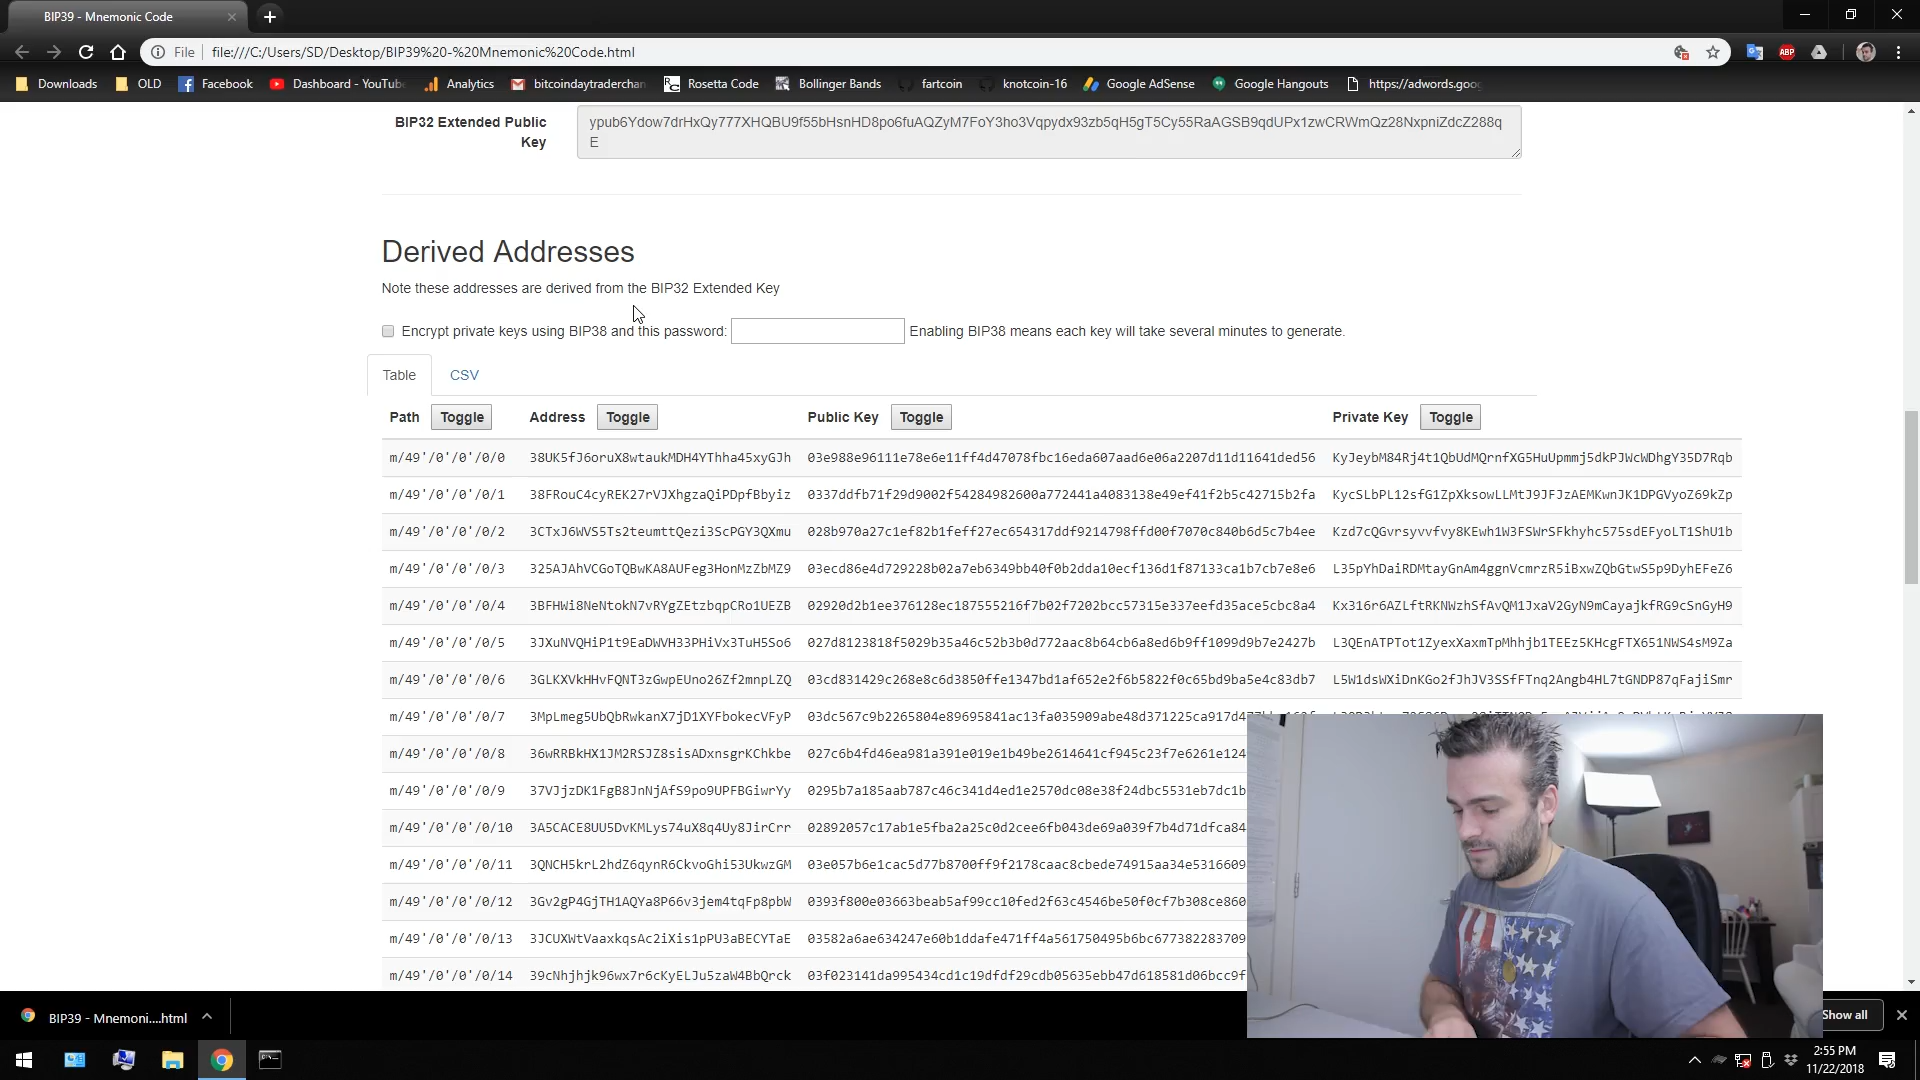 BIP39 - Mnemonic Code
File file:///C:/Users/SD/Desktop/BIP39%20-%20Mnemonic%20Code.html
ABP
Downloads OLD Facebook Dashboard - YouTub Analytics bitcoindaytraderchan Rosetta Code Bollinger Bands fartcoin knotcoin-16 Google AdSense Google Hangouts https://adwords.goo
BIP32 Extended Public Key
ypub6Ydow7drHxQy777XHQBU9f55bHsnHD8po6fuAQZyM7FoY3ho3Vqpydx93zb5qH5gT5Cy55RaAGSB9qdUPx1zwCRWmQz28NxpniZdcZ288q
E
Derived Addresses
Note these addresses are derived from the BIP32 Extended Key
Encrypt private keys using BIP38 and this password: Enabling BIP38 means each key will take several minutes to generate.
Table CSV
Path Toggle Address Toggle Public Key Toggle Private Key Toggle
m/49'/0'/0'/0/0 38UK5fJ6oruX8wtaukMDH4YThha45xyGJh 03e988e96111e78e6e11ff4d47078fbc16eda607aad6e06a2207d11d11641ded56 KyJeybM84Rj4t1QbUdMQrnfXG5HuUpmmj5dkPJWcWDhgY35D7Rqb
m/49'/0'/0'/0/1 38FRouC4cyREK27rVJXhgzaQiPDpfBbyiz 0337ddfb71f29d9002f54284982600a772441a4083138e49ef41f2b5c42715b2fa KycSLbPL12sfG1ZpXksowLLMtJ9JFJzAEMKwnJK1DPGVyoZ69kZp
m/49'/0'/0'/0/2 3CTxJ6WVS5Ts2teumttQezi3ScPGY3QXmu 028b970a27c1ef82b1feff27ec654317ddf9214798ffd00f7070c840b6d5c7b4ee Kzd7cQGvrsyvvfvy8KEwh1W3FSWrSFkhyhc575sdEFyoLT1ShU1b
m/49'/0'/0'/0/3 325AJAhVCGoTQBwKA8AUFeg3HonMzZbMZ9 03ecd86e4d729228b02a7eb6349bb40f0b2dda10ecf136d1f87133ca1b7cb7e8e6 L35pYhDaiRDMtayGnAm4ggnVcmrzR5iBxwZQbGtwS5p9DyhEFeZ6
m/49'/0'/0'/0/4 3BFHWi8NeNtokN7vRYgZEtzbqpCRo1UEZB 02920d2b1ee376128ec187555216f7b02f7202bcc57315e337eefd35ace5cbc8a4 Kx316r6AZLftRKNWzhSfAvQM1JxaV2GyN9mCayajkfRG9cSnGyH9
m/49'/0'/0'/0/5 3JXuNVQHiP1t9EaDWVH33PHiVx3TuH5So6 027d8123818f5029b35a46c52b3b0d772aac8b64cb6a8ed6b9ff1099d9b7e2427b L3QEnATPTot1ZyexXaxmTpMhhjb1TEEz5KHcgFTX651NWS4sM9Za
m/49'/0'/0'/0/6 3GLKXVkHHvFQNT3zGwpEUno26Zf2mnpLZQ 03cd831429c268e8c6d3850ffe1347bd1af652e2f6b5822f0c65bd9ba5e4c83db7 L5W1dsWXiDnKGo2fJhJV3SSfFTnq2Angb4HL7tGNDP87qFajiSmr
m/49'/0'/0'/0/7 3MpLmeg5UbQbRwkanX7jD1XYFbokecVFyP
m/49'/0'/0'/0/8 36wRRBkHX1JM2RSJZ8sisADxnsgrKChkbe 027c6b4fd46ea981a391e019e1b49be2614641cf945c23f7e6261e124
m/49'/0'/0'/0/9 37VJjzDK1FgB8JnNjAfS9po9UPFBGiwrYy 0295b7a185aab787c46c341d4ed1e2570dc08e38f24dbc5531eb7dc1b
m/49'/0'/0'/0/10 3A5CACE8UU5DvKMLys74uX8q4Uy8JirCrr 02892057c17ab1e5fba2a25c0d2cee6fb043de69a039f7b4d71dfca84
m/49'/0'/0'/0/11 3QNCH5krL2hdZ6qynR6CkvoGhi53UkwzGM 03e057b6e1cac5d77b8700ff9f2178caac8cbede74915aa34e5316609
m/49'/0'/0'/0/12 3Gv2gP4GjTH1AQYa8P66v3jem4tqFp8pbW 0393f800e03663beab5af99cc10fed2f63c4546be50f0cf7b308ce860
m/49'/0'/0'/0/13 3JCUXWtVaaxkqsAc2iXis1pPU3aBECYTaE 03582a6ae634247e60b1ddafe471ff4a561750495b6bc677382283709
m/49'/0'/0'/0/14 39cNhjhjk96wx7r6cKyELJu5zaW4BbQrck 03f023141da995434cd1c19dfdf29cdb05635ebb47d618581d06bcc9f
BIP39 - Mnemoni....html Show all
2:55 PM
11/22/2018